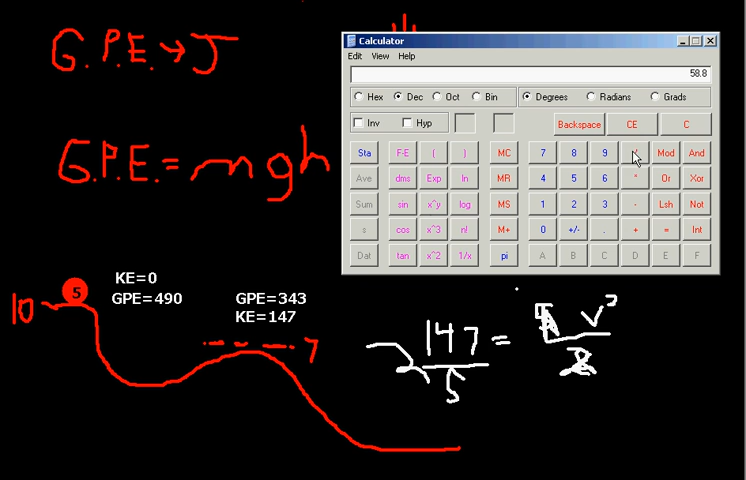 G.P.E. → J
G.P.E. = mgh
Calculator
Edit View Help
58.8
Hex Dec Oct Bin Degrees Radians Grads
Inv Hyp Backspace CE C
Sta F-E ( ) MC 7 8 9 / Mod And
Ave dms Exp ln MR 4 5 6 * Or Xor
Sum sin x^y log MS 1 2 3 - Lsh Not
s cos x^3 n! M+ 0 +/- . + = Int
Dat tan x^2 1/x pi A B C D E F
KE=0
GPE=490
5
10
GPE=343
KE=147
7
2 147 = v²
5 2